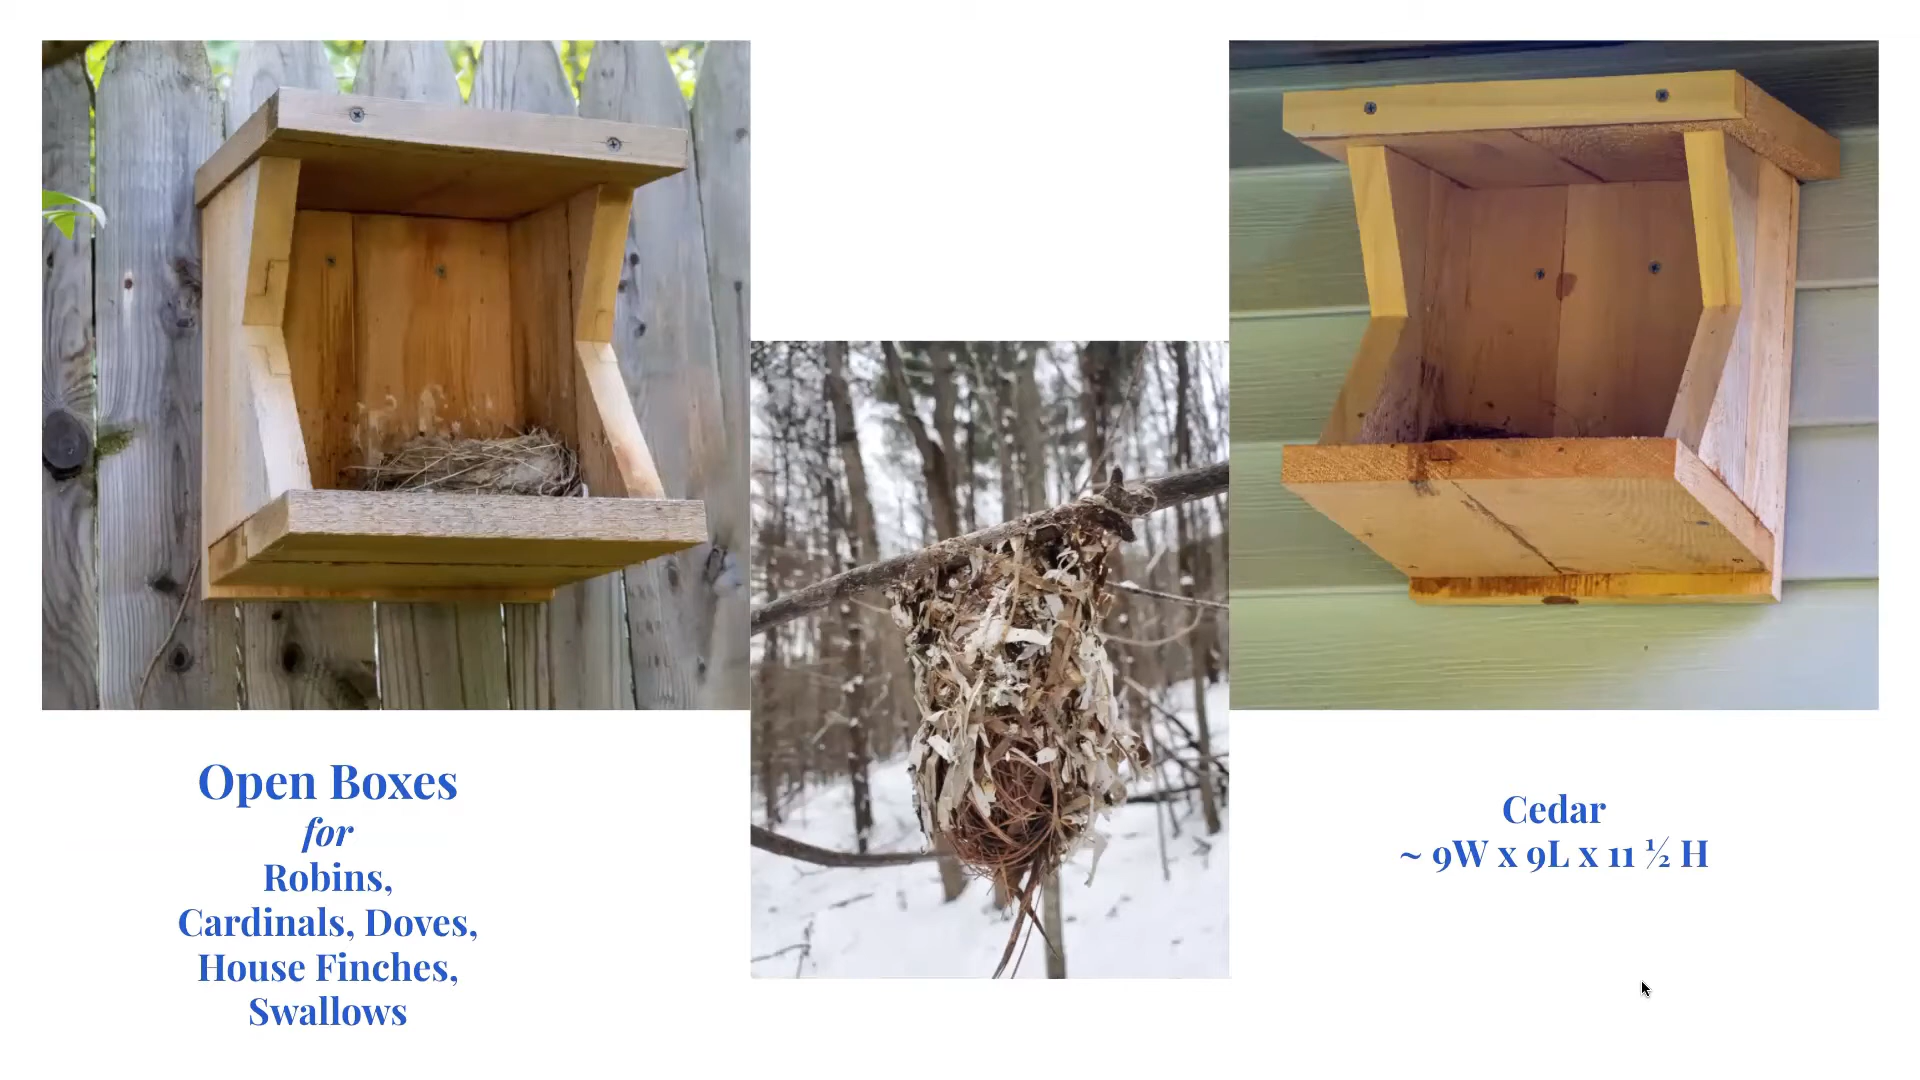 Open Boxes
for
Robins,
Cardinals, Doves,
House Finches,
Swallows
Cedar
~ 9W x 9L x 11 ½ H